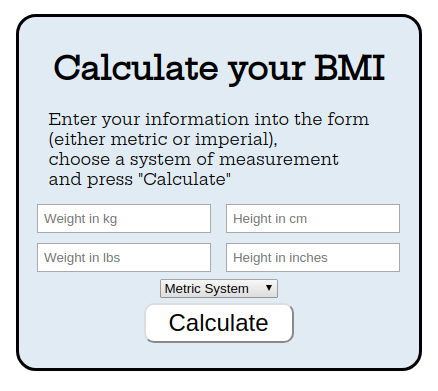 Calculate your BMI
Enter your information into the form
(either metric or imperial),
choose a system of measurement
and press "Calculate"
Weight in kg
Height in cm
Weight in lbs
Height in inches
Metric System
Calculate